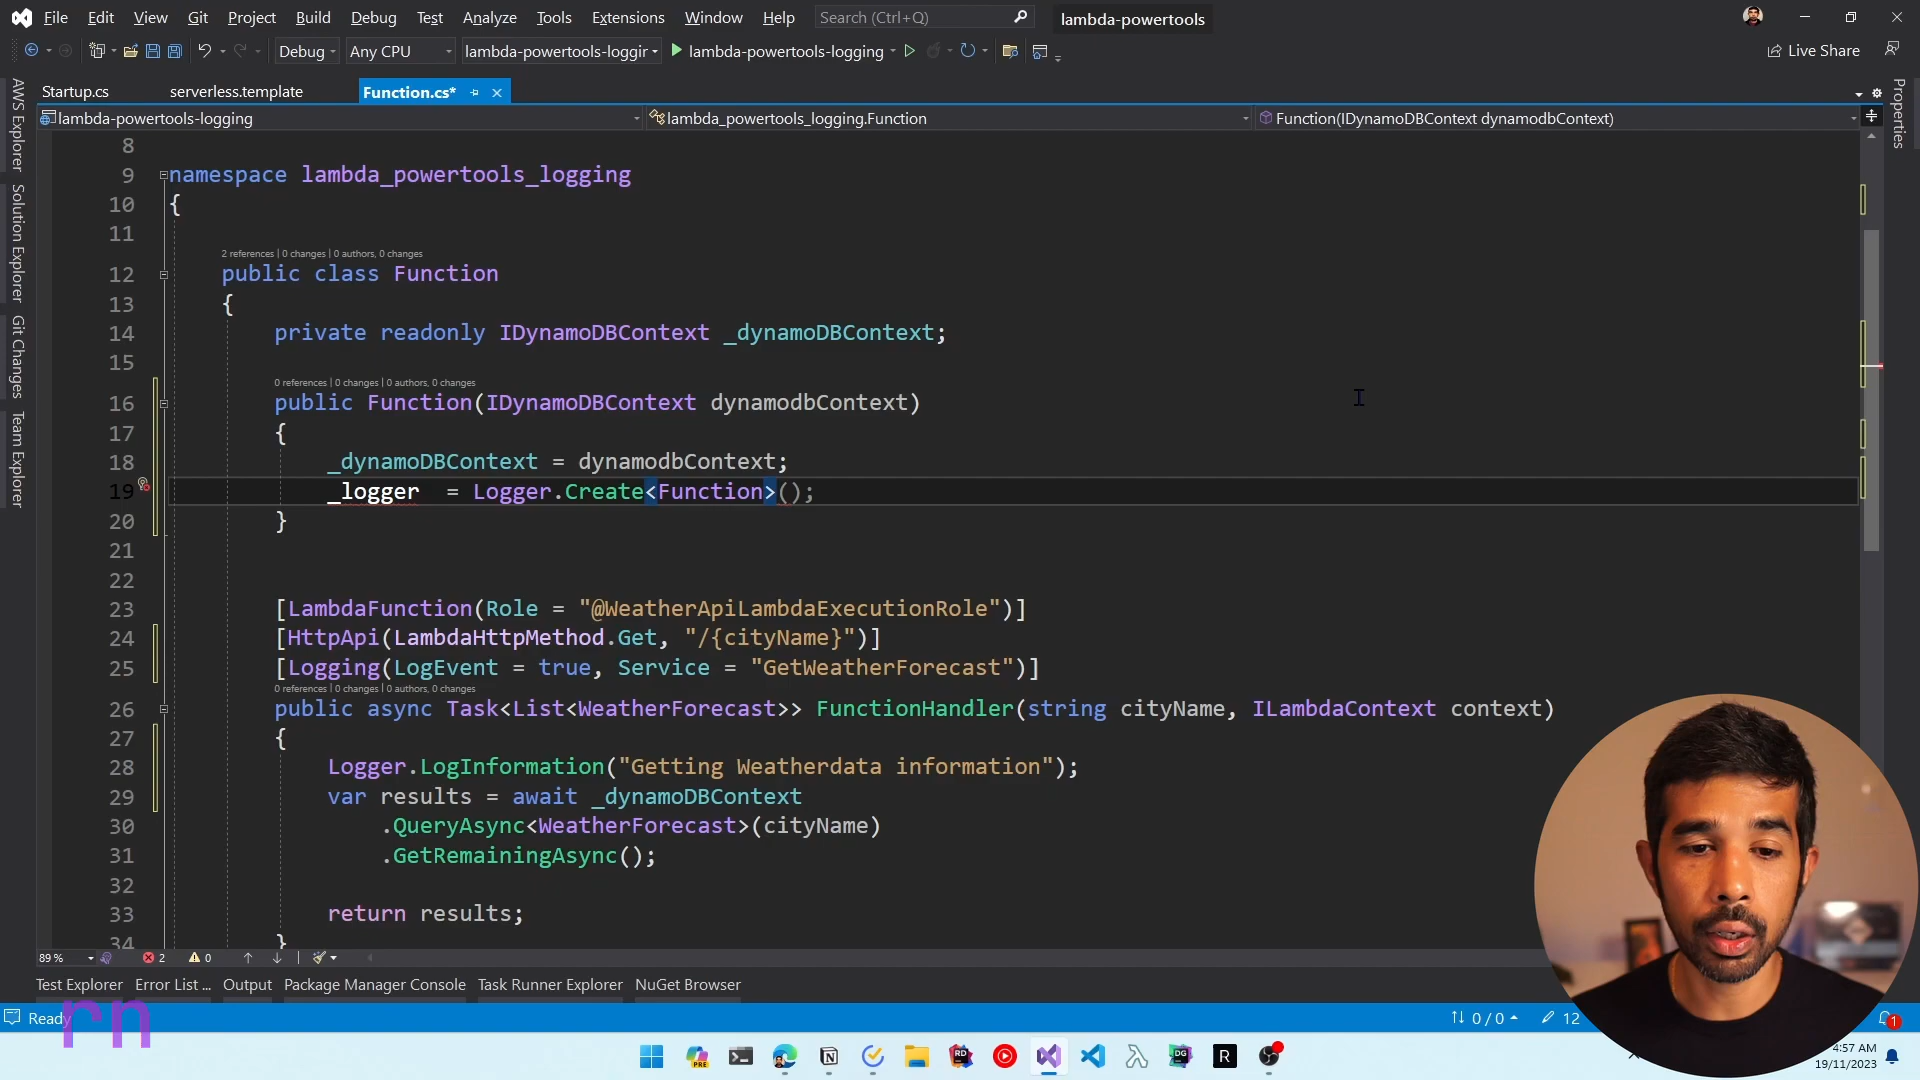 File Edit View Git Project Build Debug Test Analyze Tools Extensions Window Help Search (Ctrl+Q) lambda-powertools
Debug Any CPU lambda-powertools-loggir lambda-powertools-logging Live Share
Startup.cs serverless.template Function.cs*
lambda-powertools-logging lambda_powertools_logging.Function Function(IDynamoDBContext dynamodbContext)
AWS Explorer
Solution Explorer
Git Changes
Team Explorer
Properties
8
9 namespace lambda_powertools_logging
10 {
11
2 references | 0 changes | 0 authors, 0 changes
12 public class Function
13 {
14 private readonly IDynamoDBContext _dynamoDBContext;
15
0 references | 0 changes | 0 authors, 0 changes
16 public Function(IDynamoDBContext dynamodbContext)
17 {
18 _dynamoDBContext = dynamodbContext;
19 _logger = Logger.Create<Function>();
20 }
21
22
23 [LambdaFunction(Role = "@WeatherApiLambdaExecutionRole")]
24 [HttpApi(LambdaHttpMethod.Get, "/{cityName}")]
25 [Logging(LogEvent = true, Service = "GetWeatherForecast")]
0 references | 0 changes | 0 authors, 0 changes
26 public async Task<List<WeatherForecast>> FunctionHandler(string cityName, ILambdaContext context)
27 {
28 Logger.LogInformation("Getting Weatherdata information");
29 var results = await _dynamoDBContext
30 .QueryAsync<WeatherForecast>(cityName)
31 .GetRemainingAsync();
32
33 return results;
34 }
89 % 2 0
Test Explorer Error List ... Output Package Manager Console Task Runner Explorer NuGet Browser
Ready 0 / 0 12 1
rn
PRE RD DG R
4:57 AM
19/11/2023